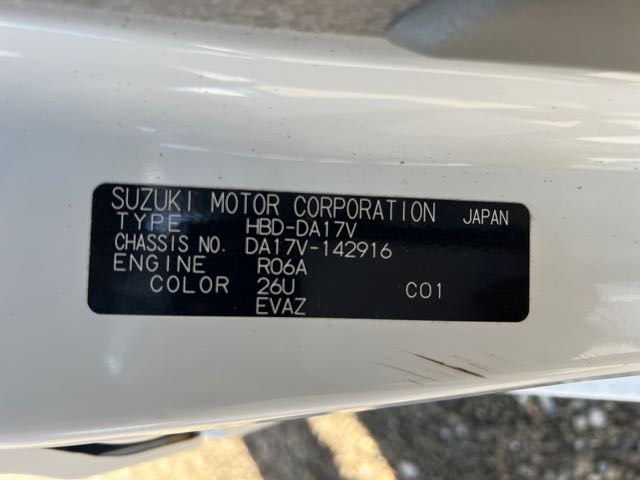 SUZUKI MOTOR CORPORATION JAPAN
TYPE HBD-DA17V
CHASSIS NO. DA17V-142916
ENGINE R06A
COLOR 26U C01
EVAZ